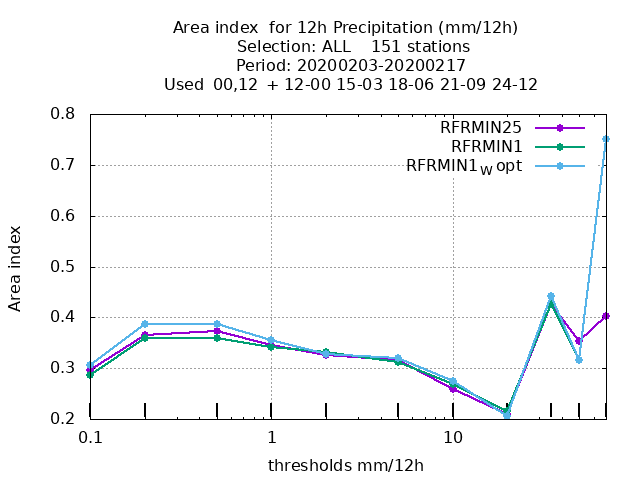 Area index  for 12h Precipitation (mm/12h)
Selection: ALL    151 stations
Period: 20200203-20200217
Used  00,12  + 12-00 15-03 18-06 21-09 24-12
RFRMIN25
RFRMIN1
RFRMIN1w opt
0.8
0.7
0.6
0.5
0.4
0.3
0.2
Area index
0.1
1
10
thresholds mm/12h